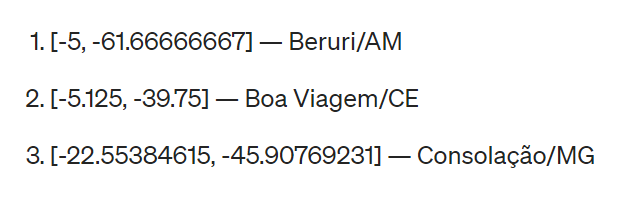 1. [-5, -61.66666667] — Beruri/AM
2. [-5.125, -39.75] — Boa Viagem/CE
3. [-22.55384615, -45.90769231] — Consolação/MG